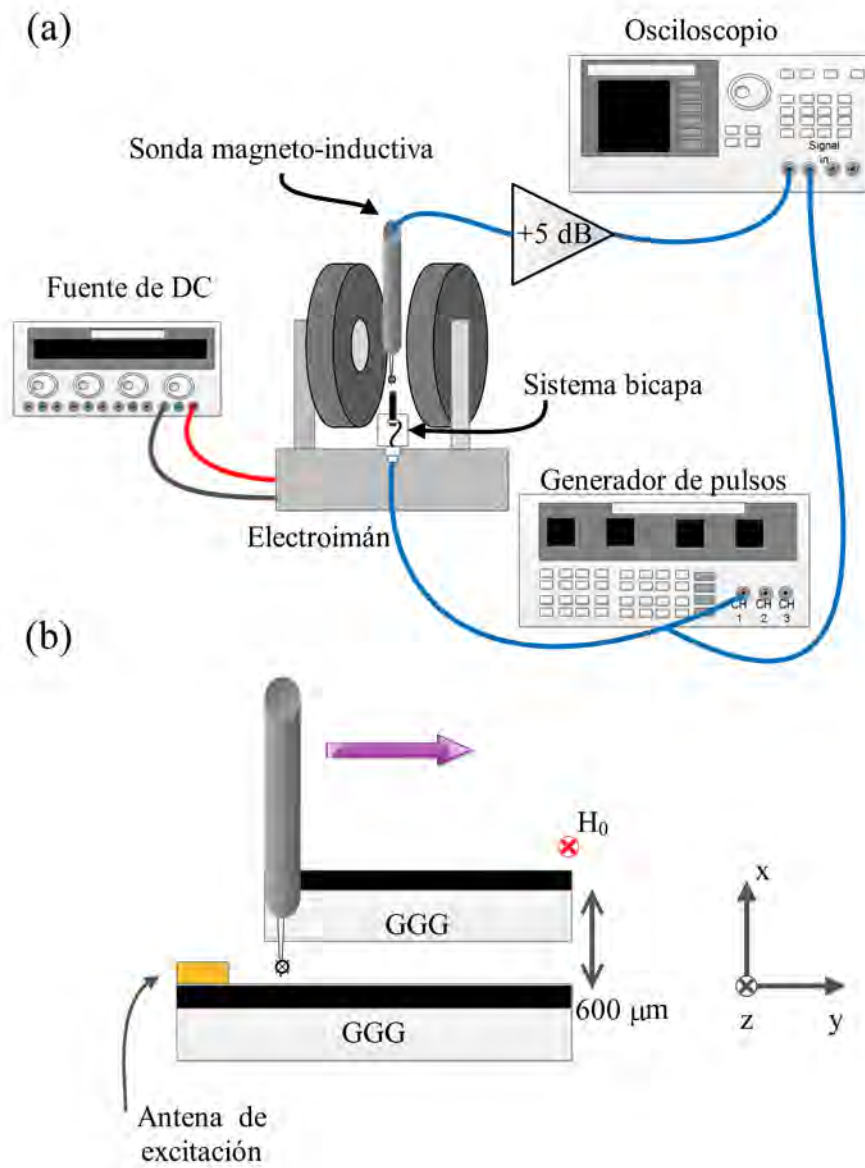 (a)
Osciloscopio
Sonda magneto-inductiva
Signal
in
+5 dB
Fuente de DC
Sistema bicapa
Generador de pulsos
Electroimán
CH CH CH
1 2 3
(b)
H₀
x
GGG
600 μm
GGG
z y
Antena de
excitación